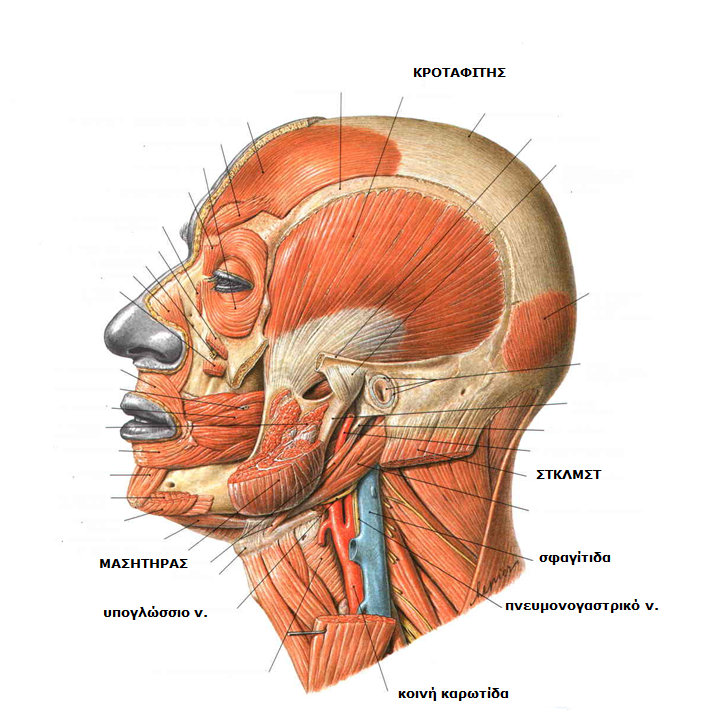 ΚΡΟΤΑΦΙΤΗΣ
ΣΤΚΛΜΣΤ
σφαγίτιδα
ΜΑΣΗΤΗΡΑΣ
πνευμονογαστρικό ν.
υπογλώσσιο ν.
κοινή καρωτίδα